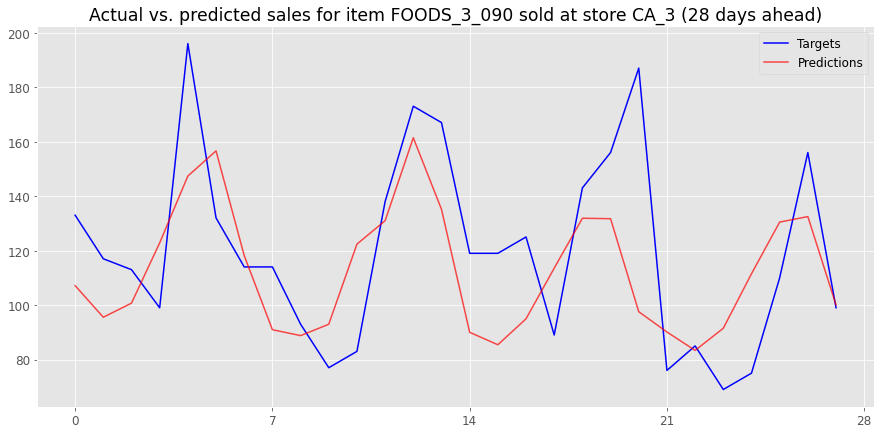 Actual vs. predicted sales for item FOODS_3_090 sold at store CA_3 (28 days ahead)
Targets
Predictions
200
180
160
140
120
100
80
0 7 14 21 28